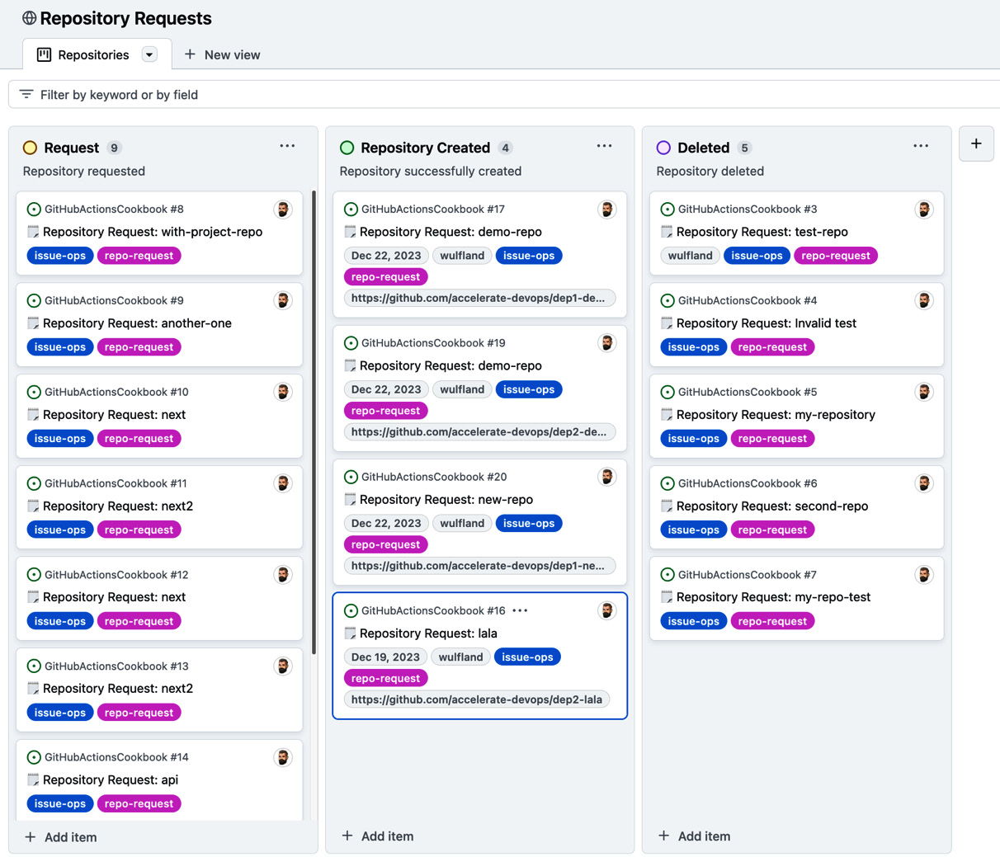 Repository Requests
Repositories
New view
Filter by keyword or by field
Request 9
Repository requested
GitHubActionsCookbook #8
Repository Request: with-project-repo
issue-ops repo-request
GitHubActionsCookbook #9
Repository Request: another-one
issue-ops repo-request
GitHubActionsCookbook #10
Repository Request: next
issue-ops repo-request
GitHubActionsCookbook #11
Repository Request: next2
issue-ops repo-request
GitHubActionsCookbook #12
Repository Request: next
issue-ops repo-request
GitHubActionsCookbook #13
Repository Request: next2
issue-ops repo-request
GitHubActionsCookbook #14
Repository Request: api
issue-ops repo-request
Add item
Repository Created 4
Repository successfully created
GitHubActionsCookbook #17
Repository Request: demo-repo
Dec 22, 2023 wulfland issue-ops
repo-request
https://github.com/accelerate-devops/dep1-de...
GitHubActionsCookbook #19
Repository Request: demo-repo
Dec 22, 2023 wulfland issue-ops
repo-request
https://github.com/accelerate-devops/dep2-de...
GitHubActionsCookbook #20
Repository Request: new-repo
Dec 22, 2023 wulfland issue-ops
repo-request
https://github.com/accelerate-devops/dep1-ne...
GitHubActionsCookbook #16
Repository Request: lala
Dec 19, 2023 wulfland issue-ops
repo-request
https://github.com/accelerate-devops/dep2-lala
Add item
Deleted 5
Repository deleted
GitHubActionsCookbook #3
Repository Request: test-repo
wulfland issue-ops repo-request
GitHubActionsCookbook #4
Repository Request: Invalid test
issue-ops repo-request
GitHubActionsCookbook #5
Repository Request: my-repository
issue-ops repo-request
GitHubActionsCookbook #6
Repository Request: second-repo
issue-ops repo-request
GitHubActionsCookbook #7
Repository Request: my-repo-test
issue-ops repo-request
Add item